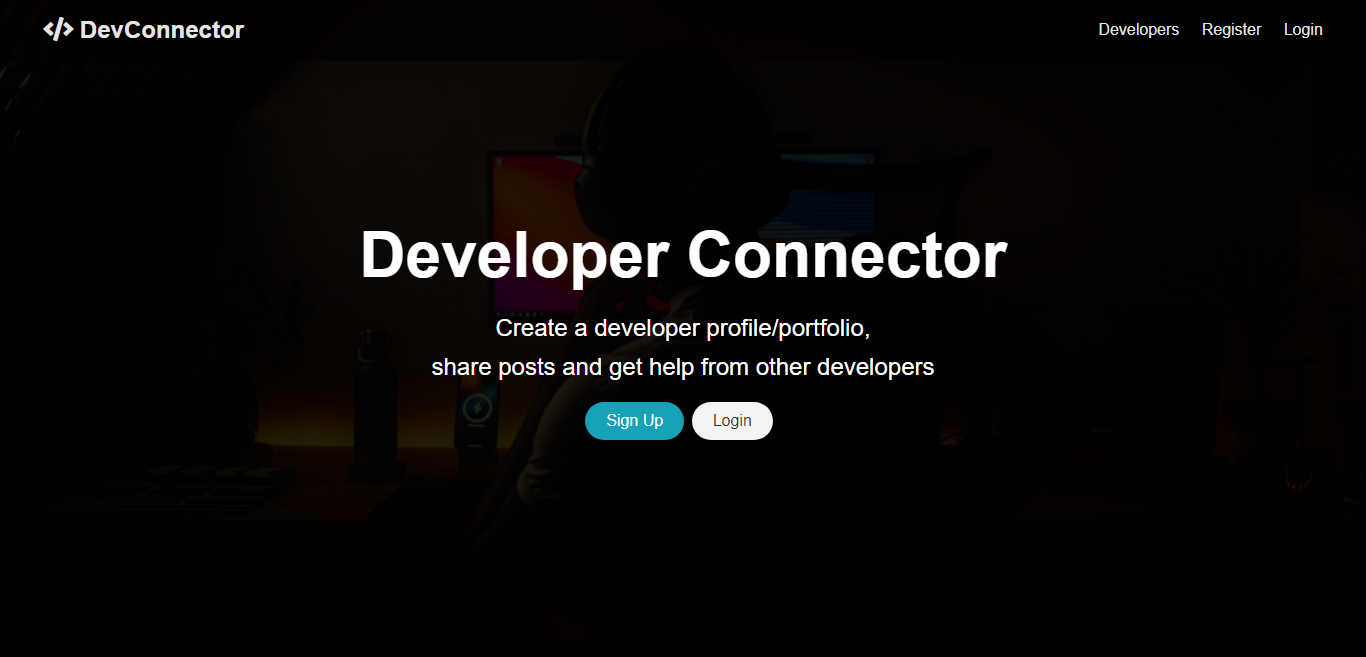 </> DevConnector
Developers Register Login
Developer Connector
Create a developer profile/portfolio,
share posts and get help from other developers
Sign Up Login